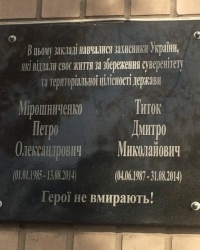 В цьому закладі навчалися захисники України,
які віддали своє життя за збереження суверенітету
та територіальної цілісності держави
Мірошниченко Титок
Петро Дмитро
Олександрович Миколайович
(01.01.1985 - 13.08.2014) (04.06.1987 - 31.08.2014)
Герої не вмирають!